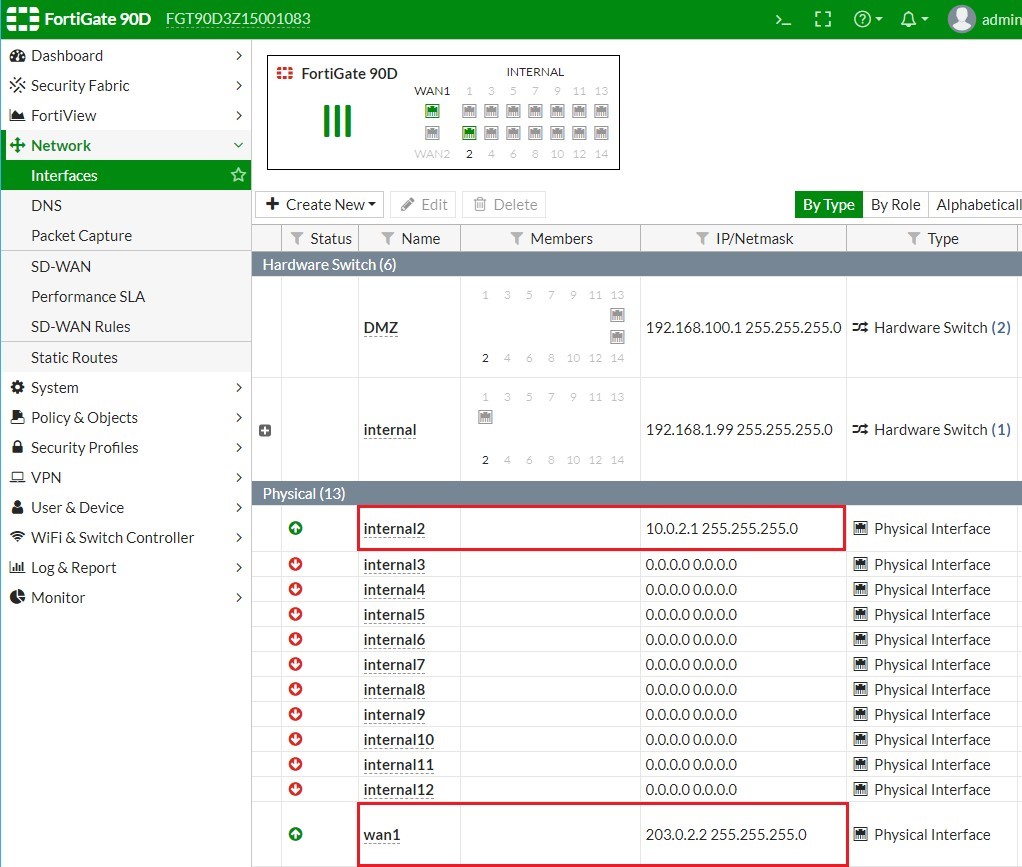 FortiGate 90D FGT90D3Z15001083 admin
Dashboard
Security Fabric
FortiView
Network
Interfaces
DNS
Packet Capture
SD-WAN
Performance SLA
SD-WAN Rules
Static Routes
System
Policy & Objects
Security Profiles
VPN
User & Device
WiFi & Switch Controller
Log & Report
Monitor
FortiGate 90D INTERNAL
WAN1 1 3 5 7 9 11 13
WAN2 2 4 6 8 10 12 14
Create New Edit Delete By Type By Role Alphabeticall
Status Name Members IP/Netmask Type
Hardware Switch (6)
1 3 5 7 9 11 13
DMZ 192.168.100.1 255.255.255.0 Hardware Switch (2)
2 4 6 8 10 12 14
1 3 5 7 9 11 13
internal 192.168.1.99 255.255.255.0 Hardware Switch (1)
2 4 6 8 10 12 14
Physical (13)
internal2 10.0.2.1 255.255.255.0 Physical Interface
internal3 0.0.0.0 0.0.0.0 Physical Interface
internal4 0.0.0.0 0.0.0.0 Physical Interface
internal5 0.0.0.0 0.0.0.0 Physical Interface
internal6 0.0.0.0 0.0.0.0 Physical Interface
internal7 0.0.0.0 0.0.0.0 Physical Interface
internal8 0.0.0.0 0.0.0.0 Physical Interface
internal9 0.0.0.0 0.0.0.0 Physical Interface
internal10 0.0.0.0 0.0.0.0 Physical Interface
internal11 0.0.0.0 0.0.0.0 Physical Interface
internal12 0.0.0.0 0.0.0.0 Physical Interface
wan1 203.0.2.2 255.255.255.0 Physical Interface